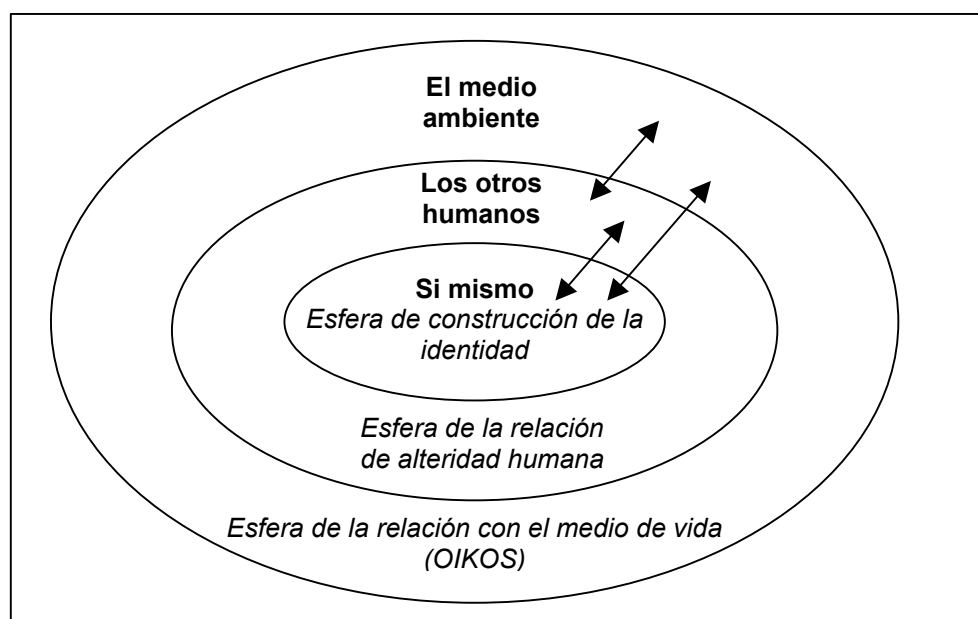 El medio
ambiente
Los otros
humanos
Si mismo
Esfera de construcción de la
identidad
Esfera de la relación
de alteridad humana
Esfera de la relación con el medio de vida
(OIKOS)